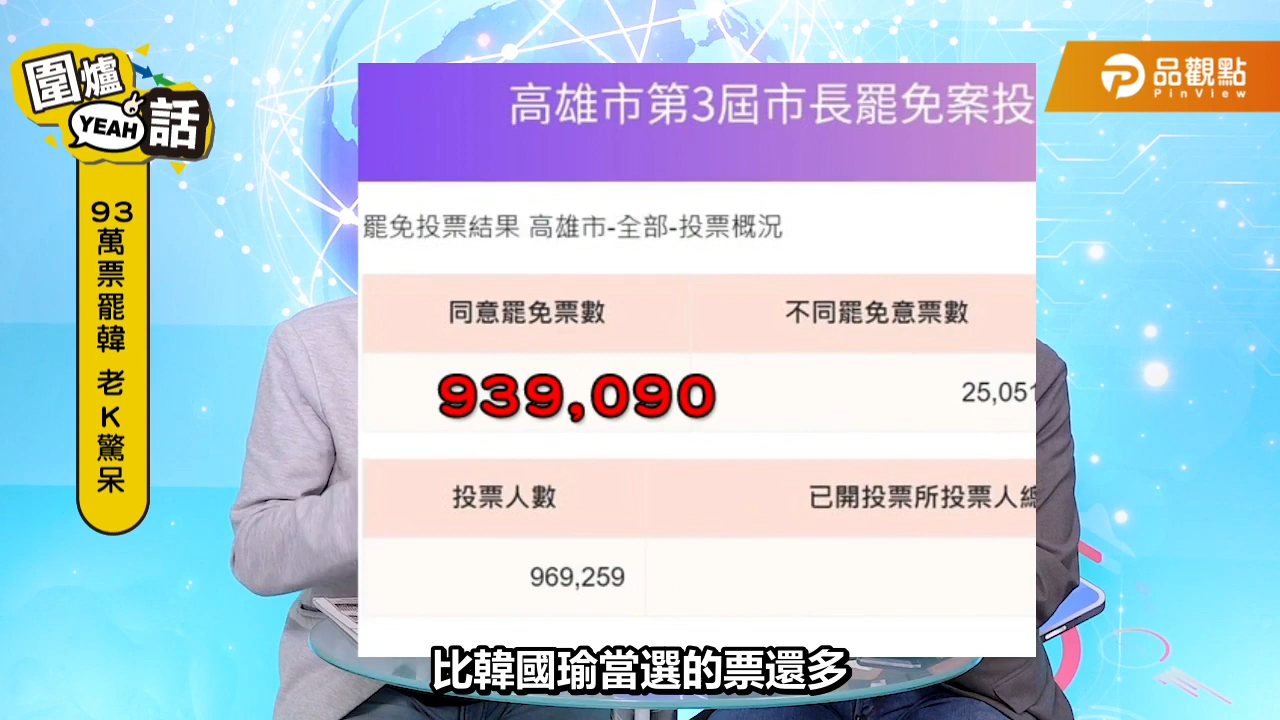 圍爐
YEAH
話
品觀點
PinView
93萬票罷韓 老K驚呆
高雄市第3屆市長罷免案投
罷免投票結果 高雄市-全部-投票概況
同意罷免票數 不同罷免意票數
939,090 25,051
投票人數 已開投票所投票人總
969,259
比韓國瑜當選的票還多